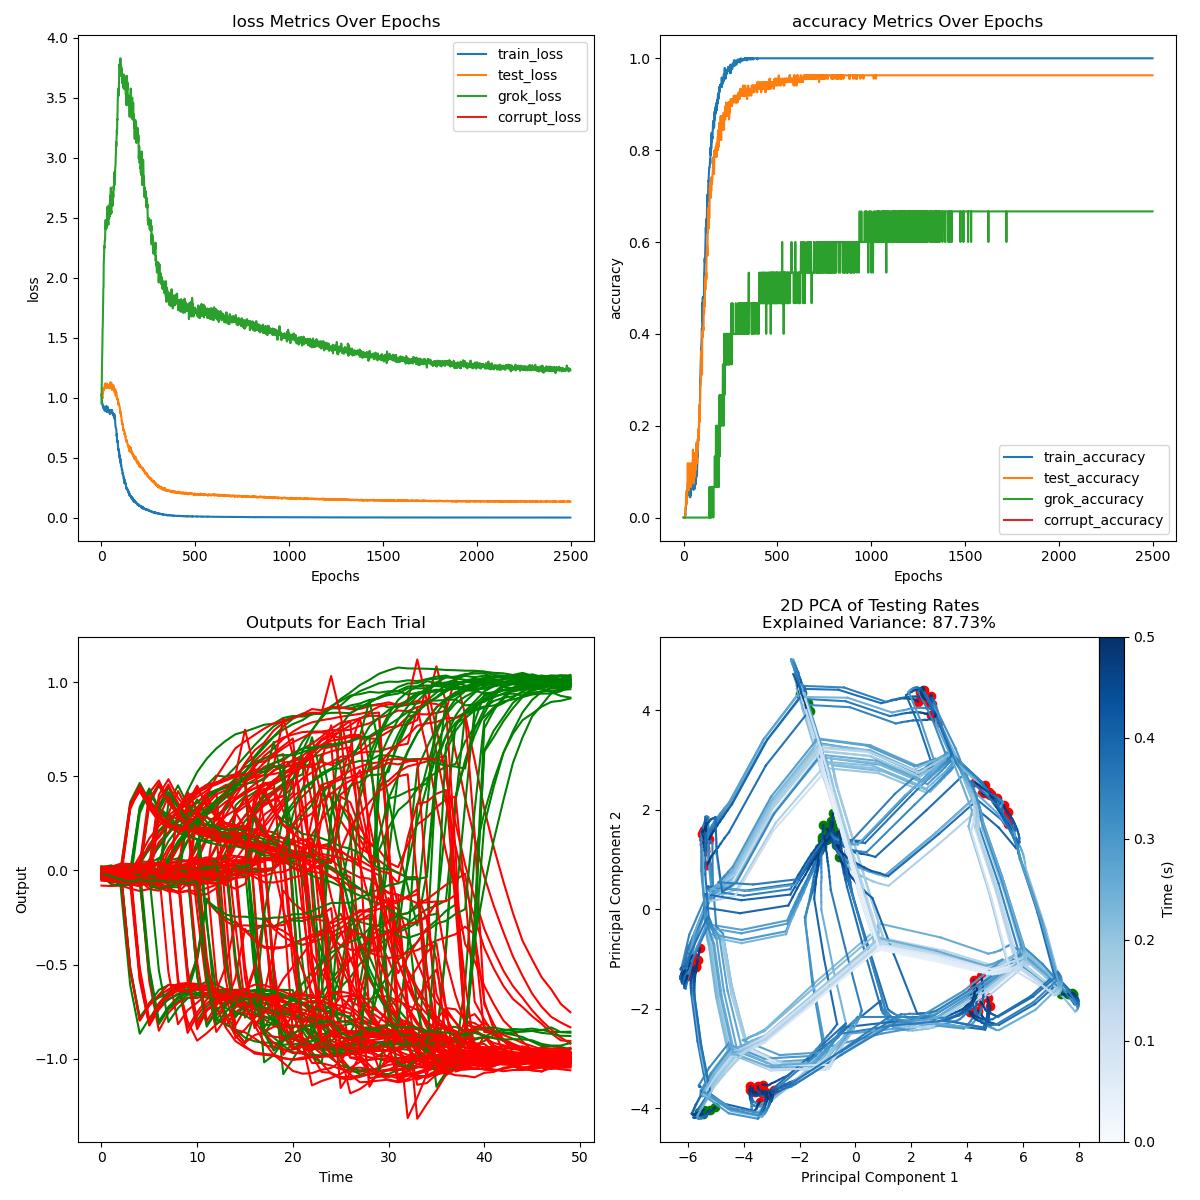 loss Metrics Over Epochs
4.0
3.5
3.0
2.5
2.0
1.5
1.0
0.5
0.0
loss
0 500 1000 1500 2000 2500
Epochs
train_loss
test_loss
grok_loss
corrupt_loss
accuracy Metrics Over Epochs
1.0
0.8
0.6
0.4
0.2
0.0
accuracy
0 500 1000 1500 2000 2500
Epochs
train_accuracy
test_accuracy
grok_accuracy
corrupt_accuracy
Outputs for Each Trial
1.0
0.5
0.0
−0.5
−1.0
Output
0 10 20 30 40 50
Time
2D PCA of Testing Rates
Explained Variance: 87.73%
4
2
0
−2
−4
Principal Component 2
−6 −4 −2 0 2 4 6 8
Principal Component 1
0.5
0.4
0.3
0.2
0.1
0.0
Time (s)